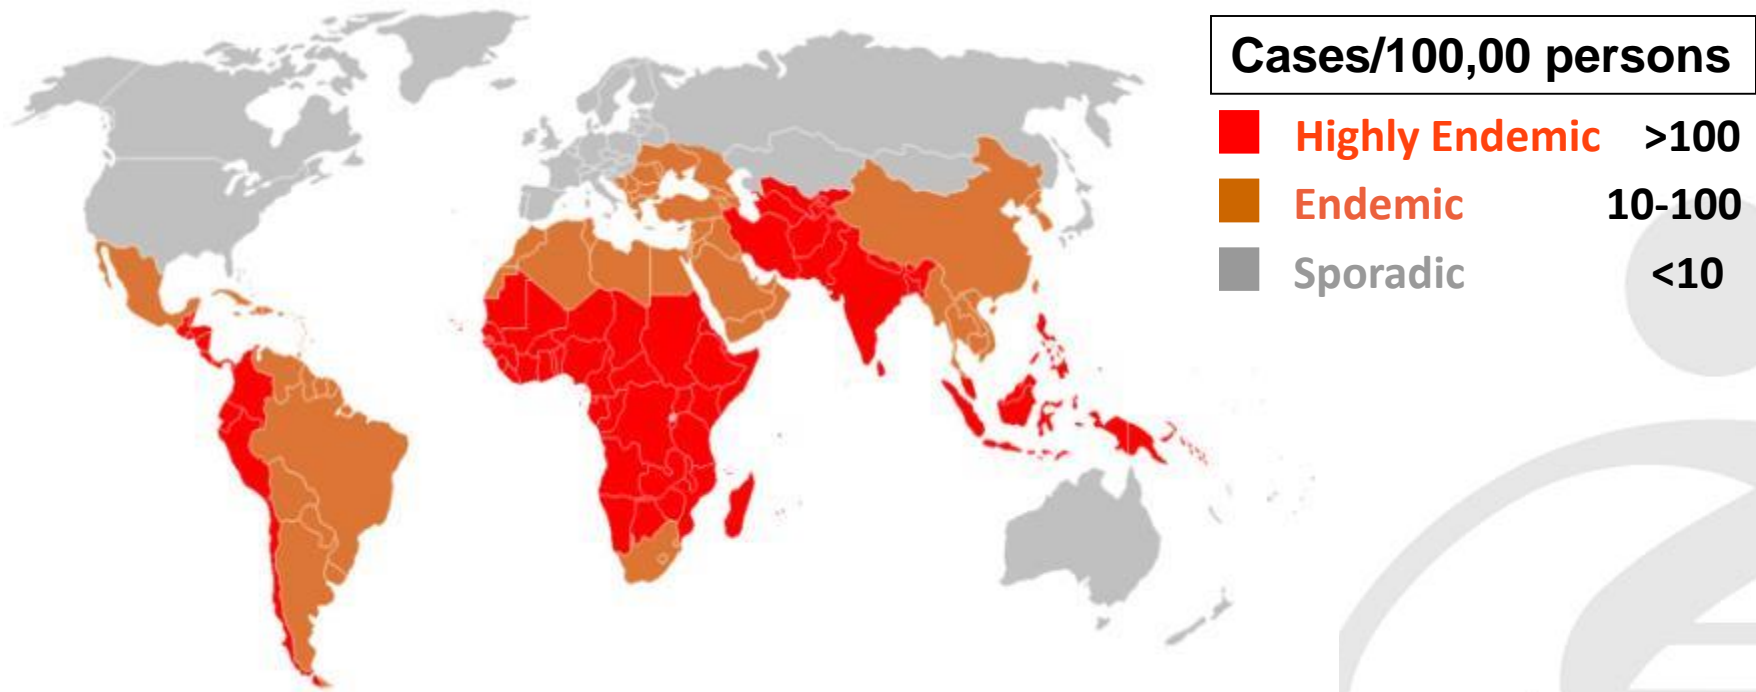 Cases/100,00 persons
Highly Endemic >100
Endemic 10-100
Sporadic <10